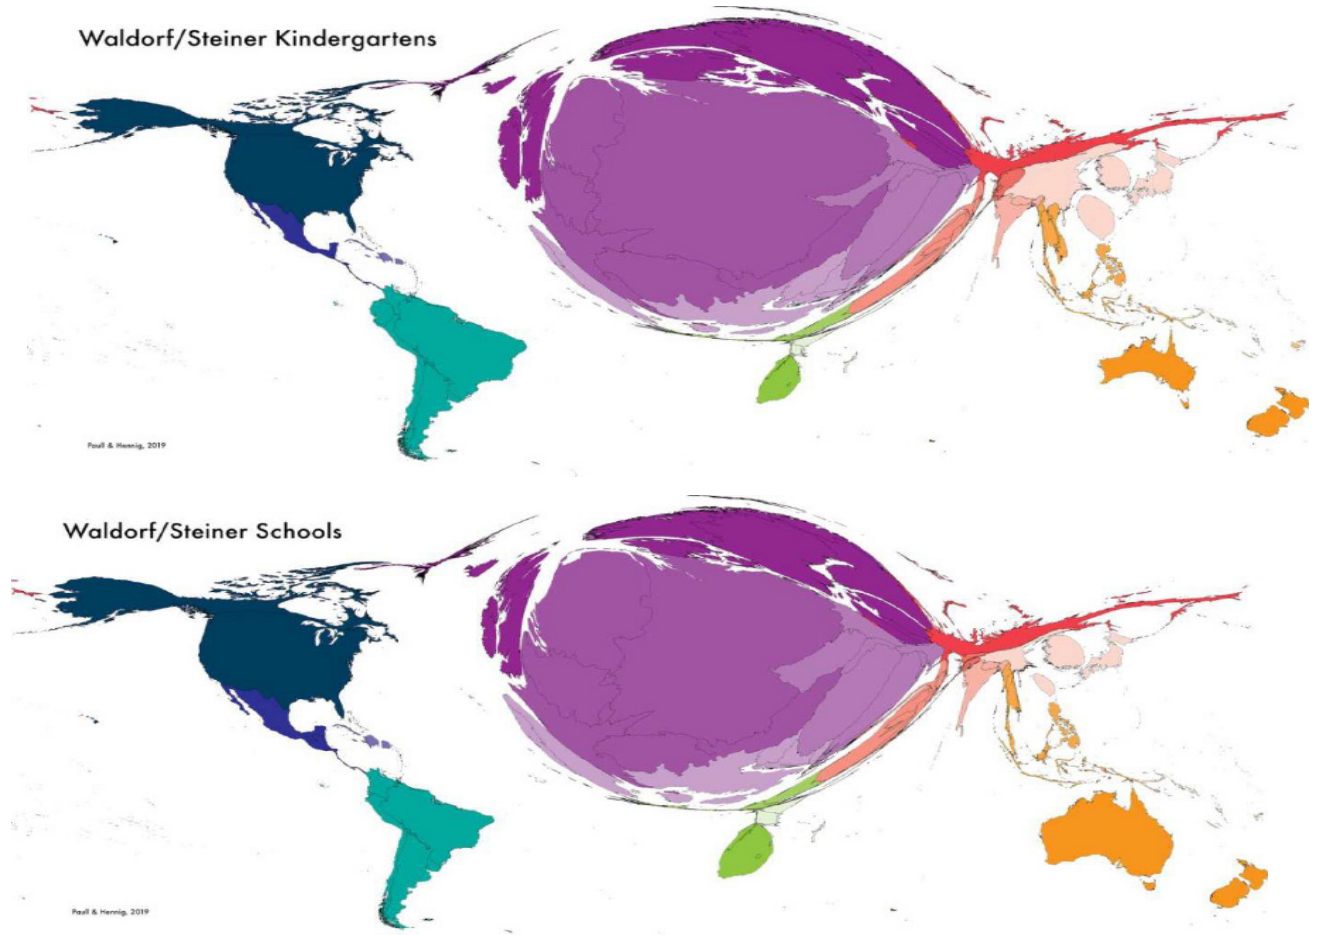 Waldorf/Steiner Kindergartens
Paull & Hennig, 2019
Waldorf/Steiner Schools
Paull & Hennig, 2019